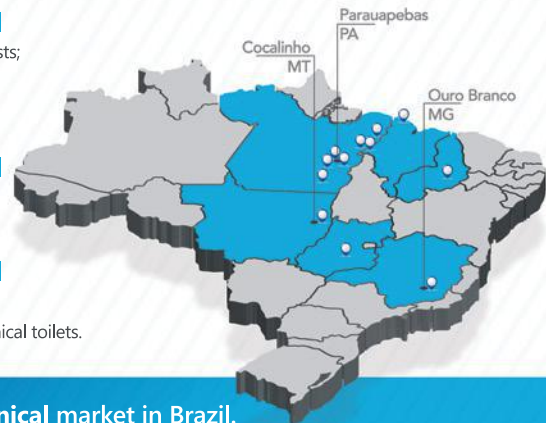 Parauapebas
PA
Cocalinho
MT
Ouro Branco
MG
sts;
nical toilets.
nical market in Brazil.